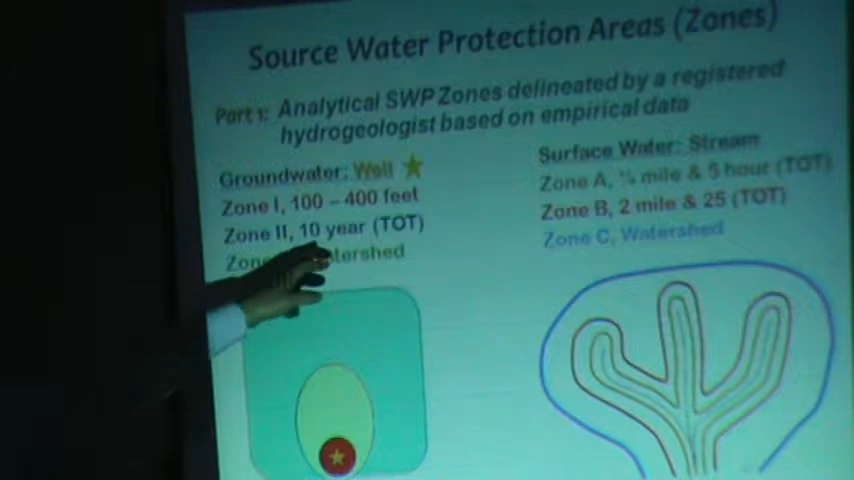 Source Water Protection Areas (Zones)
Part 1: Analytical SWP Zones delineated by a registered
hydrogeologist based on empirical data
Groundwater: Well
Zone I, 100 – 400 feet
Zone II, 10 year (TOT)
Zone
Surface Water: Stream
Zone A, ¼ mile & 5 hour (TOT)
Zone B, 2 mile & 25 (TOT)
Zone C, Watershed